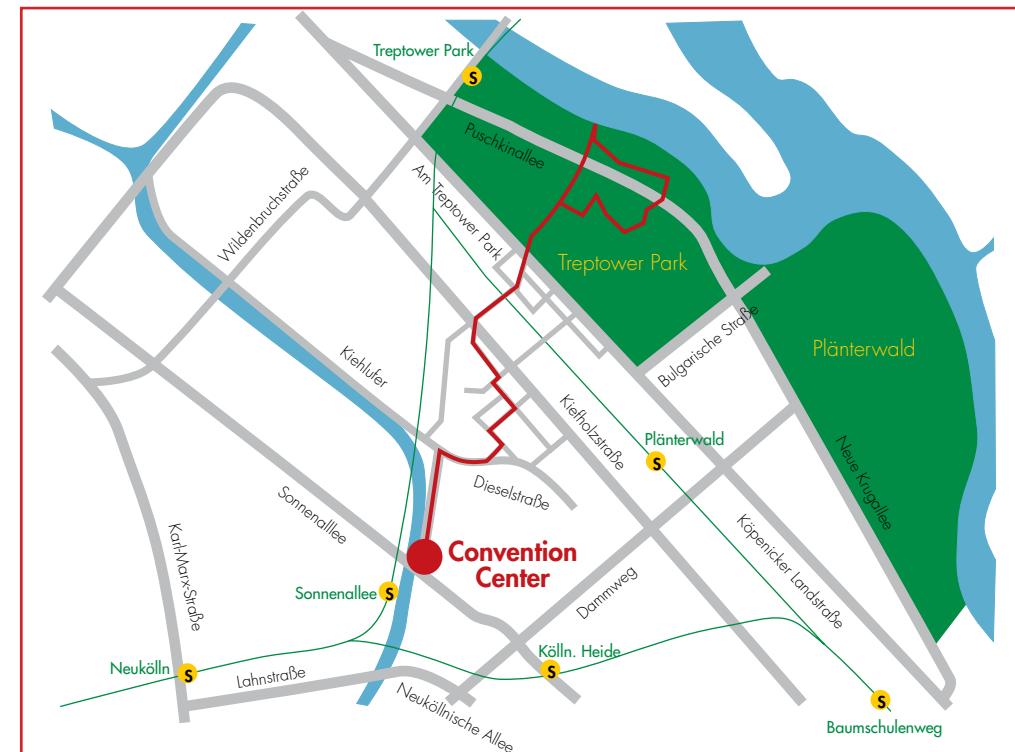 Treptower Park
S
Puschkinallee
Am Treptower Park
Wildenbruchstraße
Treptower Park
Bulgarische Straße
Plänterwald
Kiehlufer
Kiefholzstraße
Plänterwald
S
Neue Krugallee
Dieselstraße
Sonnenalllee
Köpenicker Landstraße
Karl-Marx-Straße
Convention
Center
Sonnenallee
S
Dammweg
Neukölln
S
Lahnstraße
Kölln. Heide
S
Neuköllnische Allee
S
Baumschulenweg